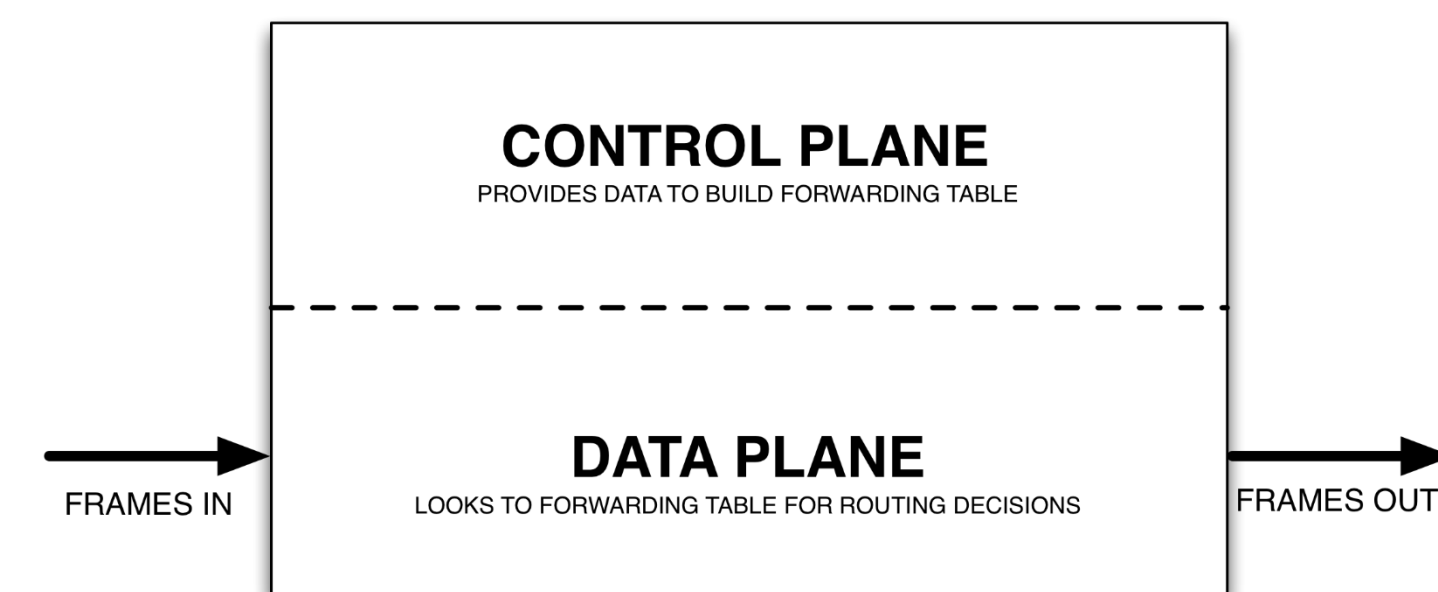 CONTROL PLANE
PROVIDES DATA TO BUILD FORWARDING TABLE
DATA PLANE
LOOKS TO FORWARDING TABLE FOR ROUTING DECISIONS
FRAMES IN
FRAMES OUT